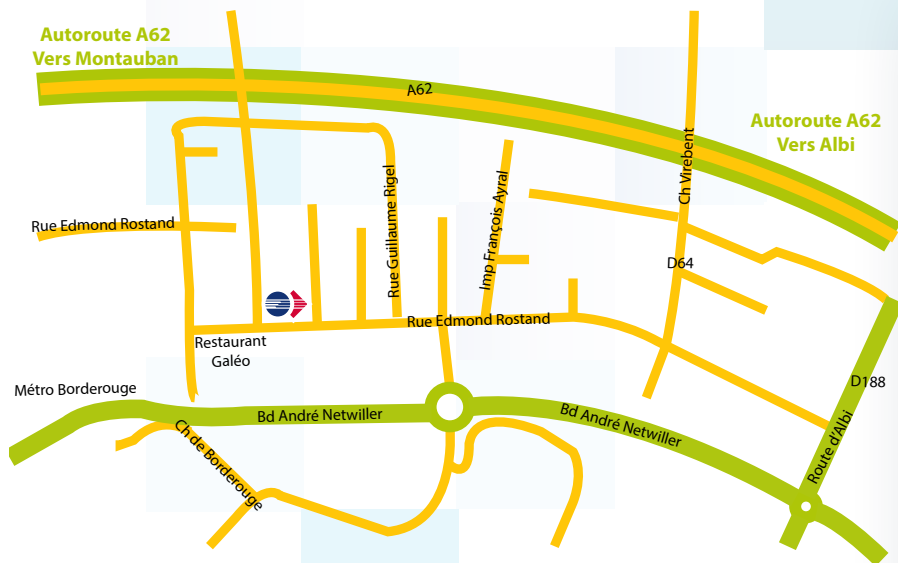 Autoroute A62
Vers Montauban
A62
Autoroute A62
Vers Albi
Ch Virebent
Rue Guillaume Rigel
Imp François Ayral
Rue Edmond Rostand
D64
Rue Edmond Rostand
Restaurant
Galéo
Métro Borderouge
D188
Bd André Netwiller
Bd André Netwiller
Route d'Albi
Ch de Borderouge